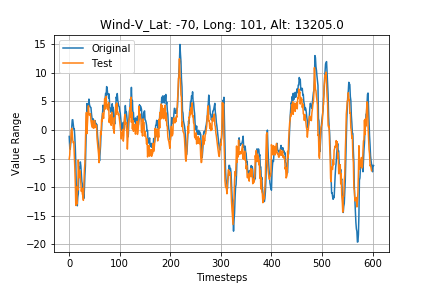 Wind-V_Lat: -70, Long: 101, Alt: 13205.0
Original
Test
Value Range
15
10
5
0
−5
−10
−15
−20
0 100 200 300 400 500 600
Timesteps